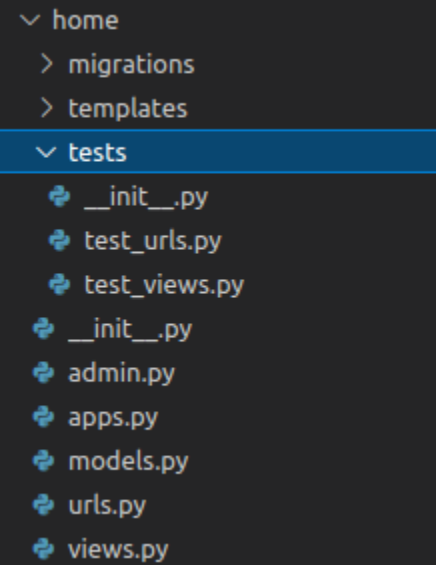 home
migrations
templates
tests
__init__.py
test_urls.py
test_views.py
__init__.py
admin.py
apps.py
models.py
urls.py
views.py